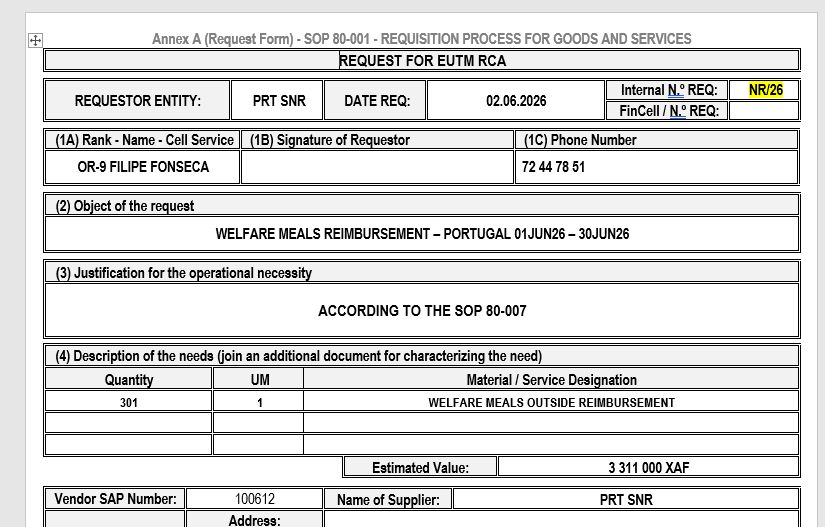 Annex A (Request Form) - SOP 80-001 - REQUISITION PROCESS FOR GOODS AND SERVICES
REQUEST FOR EUTM RCA
REQUESTOR ENTITY: PRT SNR DATE REQ: 02.06.2026 Internal N.º REQ: NR/26
FinCell / N.º REQ:
(1A) Rank - Name - Cell Service (1B) Signature of Requestor (1C) Phone Number
OR-9 FILIPE FONSECA 72 44 78 51
(2) Object of the request
WELFARE MEALS REIMBURSEMENT – PORTUGAL 01JUN26 – 30JUN26
(3) Justification for the operational necessity
ACCORDING TO THE SOP 80-007
(4) Description of the needs (join an additional document for characterizing the need)
Quantity UM Material / Service Designation
301 1 WELFARE MEALS OUTSIDE REIMBURSEMENT
Estimated Value: 3 311 000 XAF
Vendor SAP Number: 100612 Name of Supplier: PRT SNR
Address: